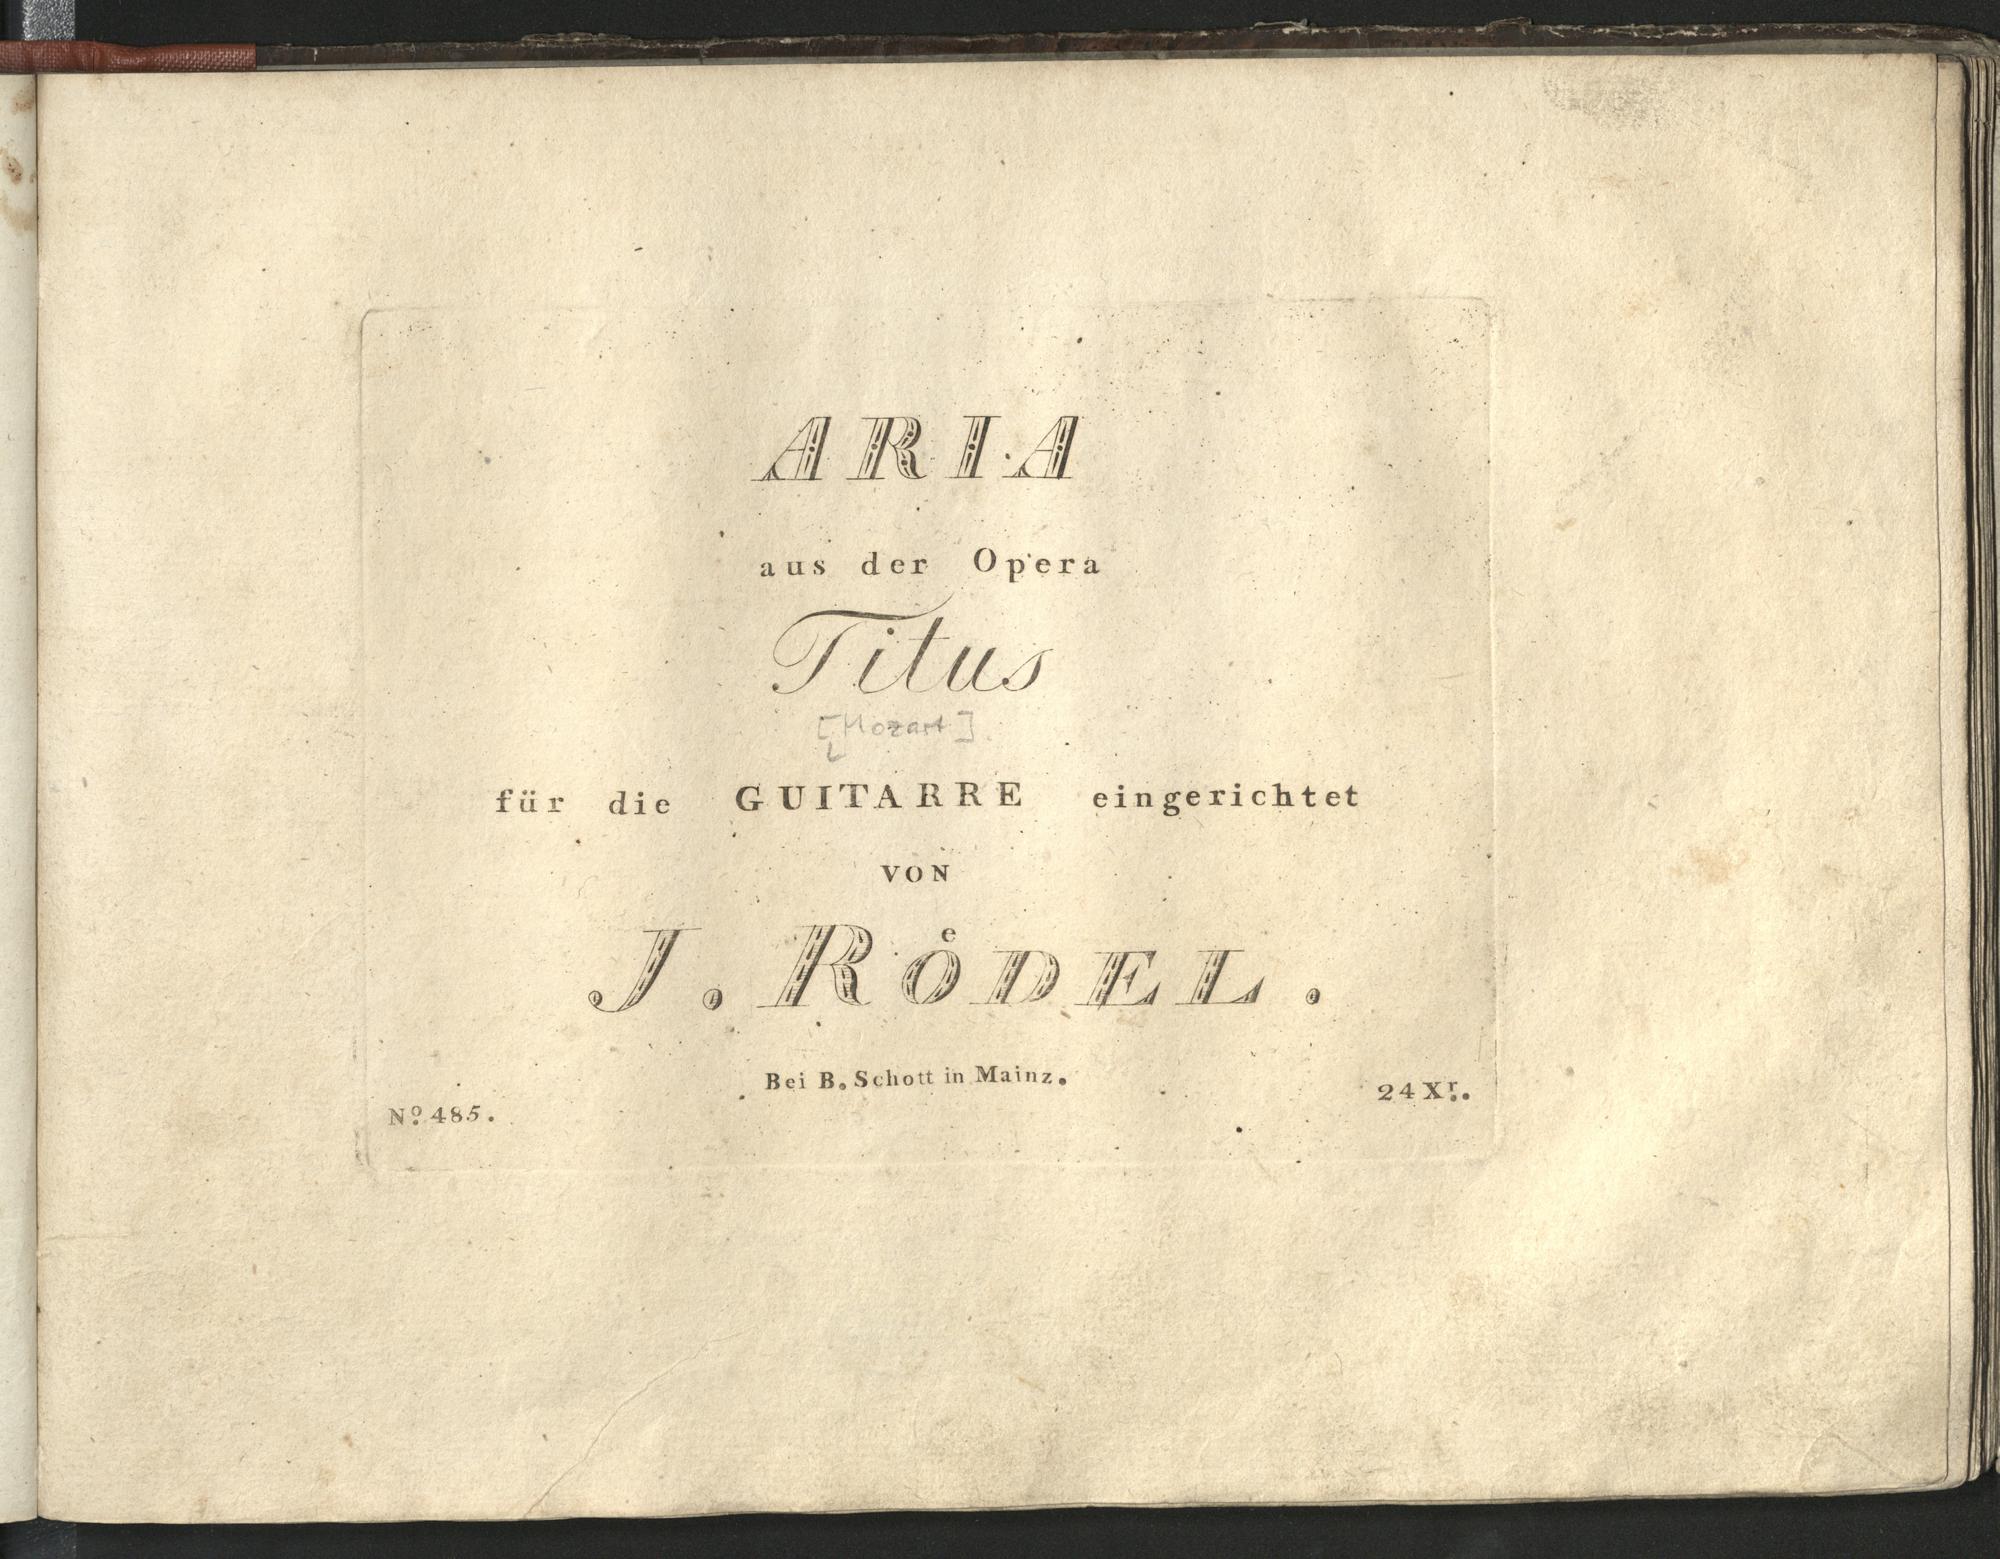 ARIA
aus der Opera
Titus
[Mozart]
für die GUITARRE eingerichtet
VON
J. RÖDEL.
Bei B. Schott in Mainz.
24 Xr.
No. 485.